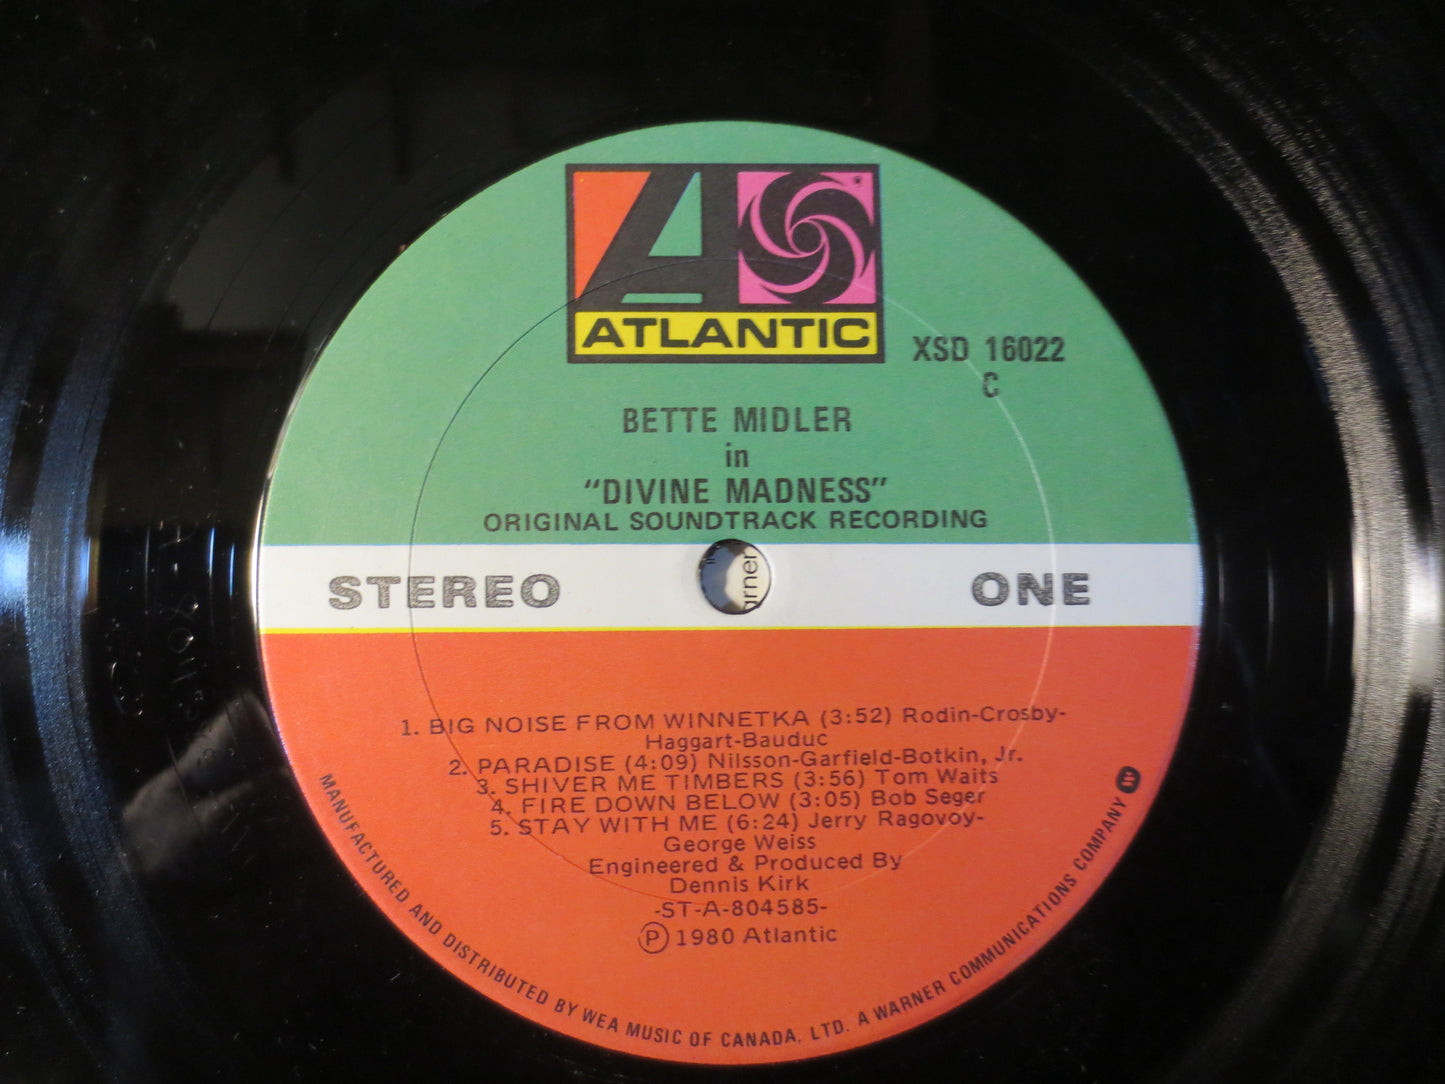 ATLANTIC
XSD 16022
C
BETTE MIDLER
in
"DIVINE MADNESS"
ORIGINAL SOUNDTRACK RECORDING
STEREO
ONE
arner
1. BIG NOISE FROM WINNETKA (3:52) Rodin-Crosby-
Haggart-Bauduc
2. PARADISE (4:09) Nilsson-Garfield-Botkin, Jr.
3. SHIVER ME TIMBERS (3:56) Tom Waits
4. FIRE DOWN BELOW (3:05) Bob Seger
5. STAY WITH ME (6:24) Jerry Ragovoy-
George Weiss
Engineered & Produced By
Dennis Kirk
-ST-A-804585-
Ⓟ 1980 Atlantic
MANUFACTURED AND DISTRIBUTED BY WEA MUSIC OF CANADA, LTD. A WARNER COMMUNICATIONS COMPANY